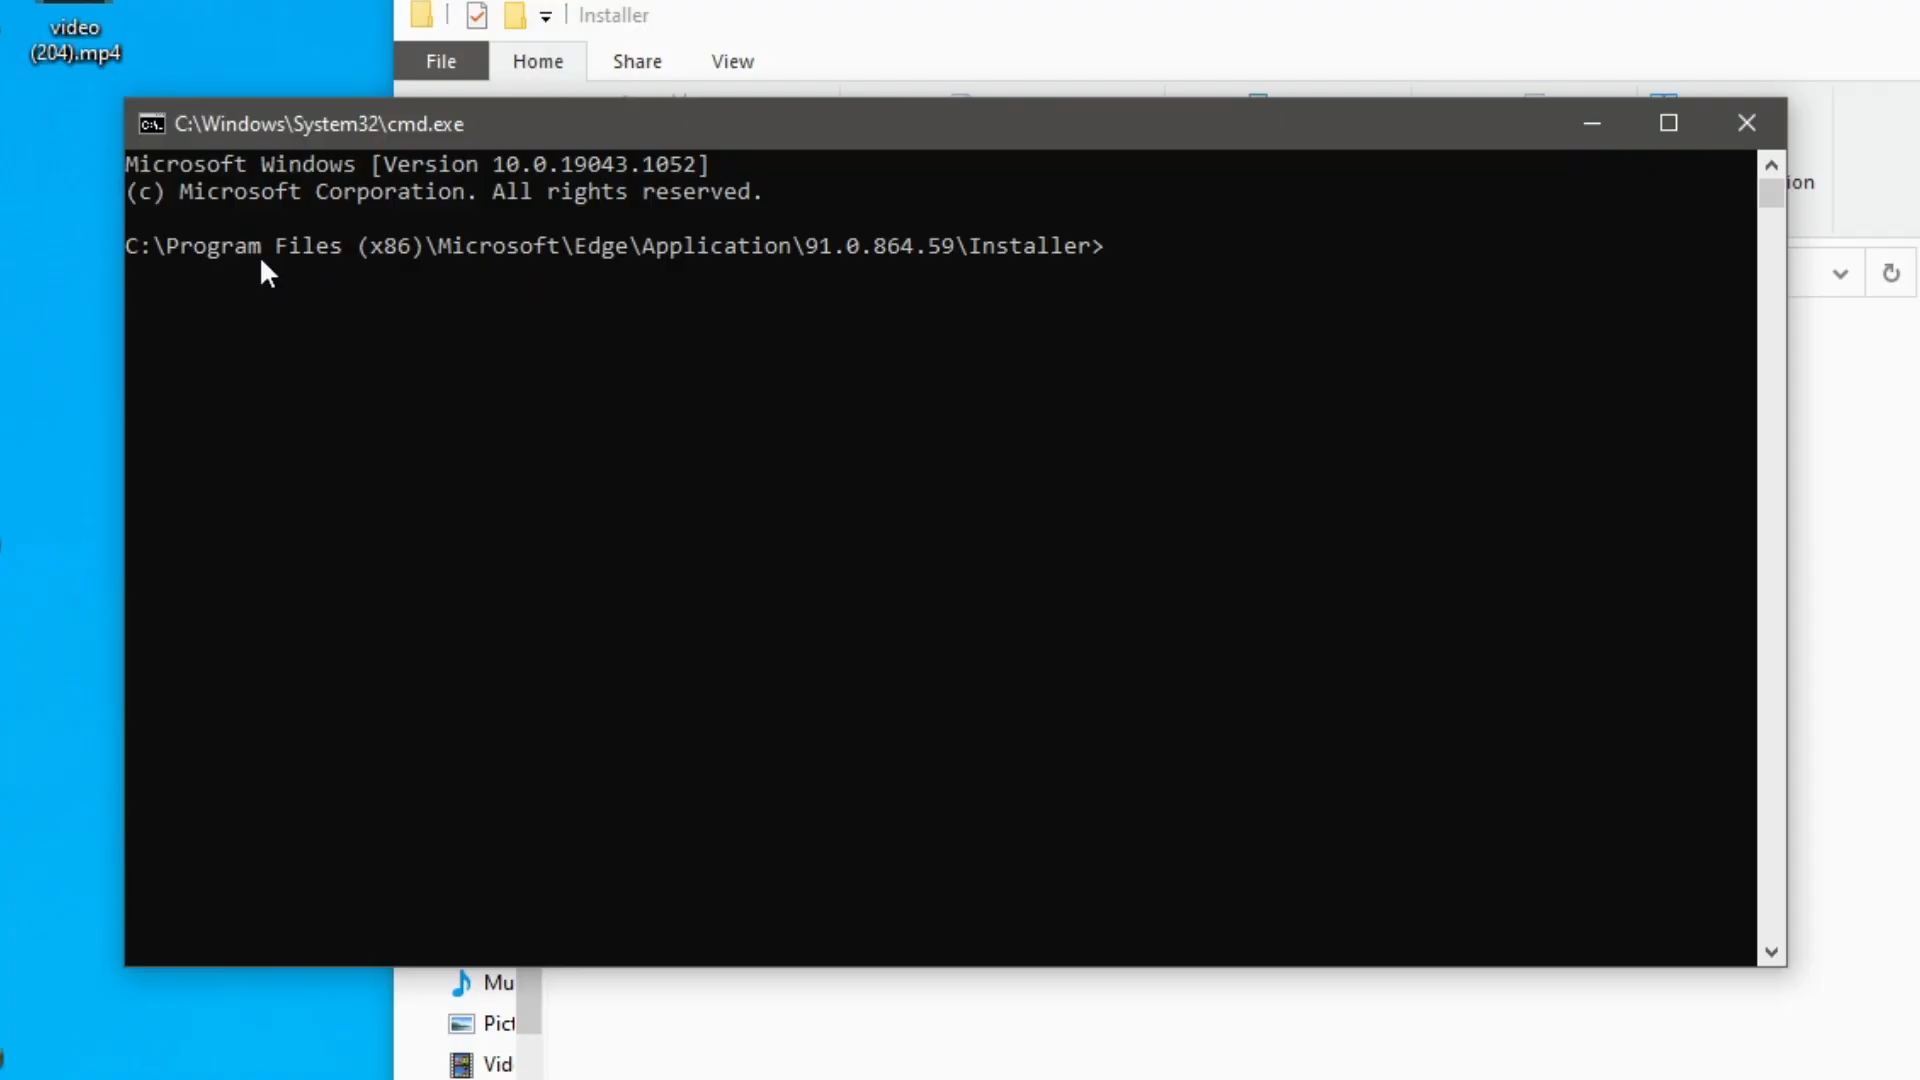 video
(204).mp4
Installer
File
Home
Share
View
C:\Windows\System32\cmd.exe
Microsoft Windows [Version 10.0.19043.1052]
(c) Microsoft Corporation. All rights reserved.
C:\Program Files (x86)\Microsoft\Edge\Application\91.0.864.59\Installer>
ion
Mu
Pict
Vid